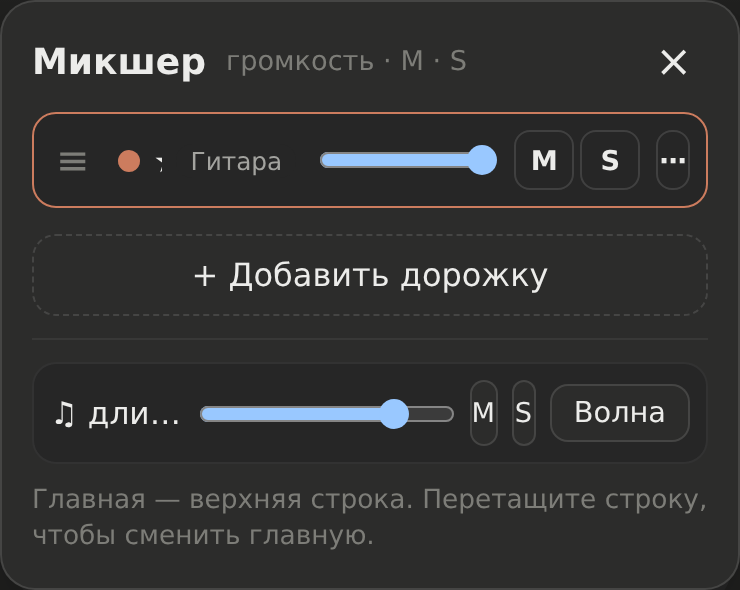 Микшер громкость · M · S ×
Гитара M S ...
+ Добавить дорожку
♫ дли... M S Волна
Главная — верхняя строка. Перетащите строку,
чтобы сменить главную.